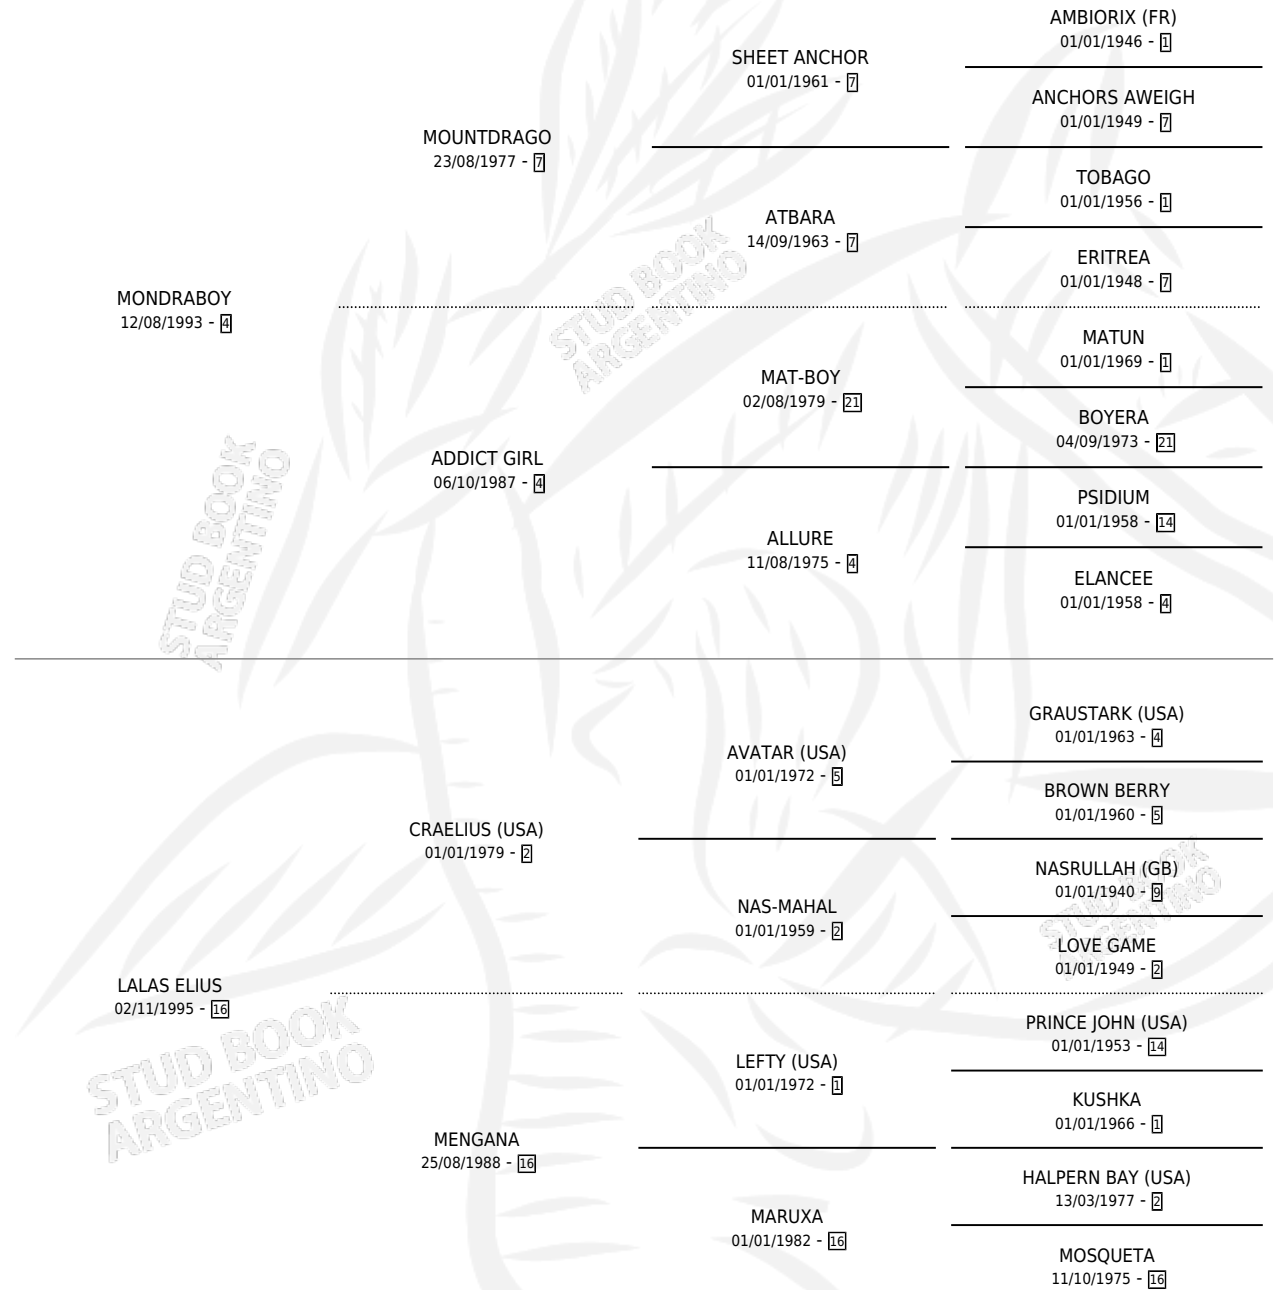 AMBIORIX (FR)
01/01/1946 - 1
SHEET ANCHOR
01/01/1961 - 7
ANCHORS AWEIGH
01/01/1949 - 7
MOUNTDRAGO
23/08/1977 - 7
TOBAGO
01/01/1956 - 1
ATBARA
14/09/1963 - 7
ERITREA
01/01/1948 - 7
MONDRABOY
12/08/1993 - 4
MATUN
01/01/1969 - 1
MAT-BOY
02/08/1979 - 21
BOYERA
04/09/1973 - 21
ADDICT GIRL
06/10/1987 - 4
PSIDIUM
01/01/1958 - 14
ALLURE
11/08/1975 - 4
ELANCEE
01/01/1958 - 4
STUD BOOK
ARGENTINO
STUD BOOK
ARGENTINO
GRAUSTARK (USA)
01/01/1963 - 4
AVATAR (USA)
01/01/1972 - 5
BROWN BERRY
01/01/1960 - 5
CRAELIUS (USA)
01/01/1979 - 2
NASRULLAH (GB)
01/01/1940 - 9
NAS-MAHAL
01/01/1959 - 2
LOVE GAME
01/01/1949 - 2
LALAS ELIUS
02/11/1995 - 16
PRINCE JOHN (USA)
01/01/1953 - 14
LEFTY (USA)
01/01/1972 - 1
KUSHKA
01/01/1966 - 1
MENGANA
25/08/1988 - 16
HALPERN BAY (USA)
13/03/1977 - 2
MARUXA
01/01/1982 - 16
MOSQUETA
11/10/1975 - 16
STUD BOOK
ARGENTINO
STUD BOOK
ARGENTINO